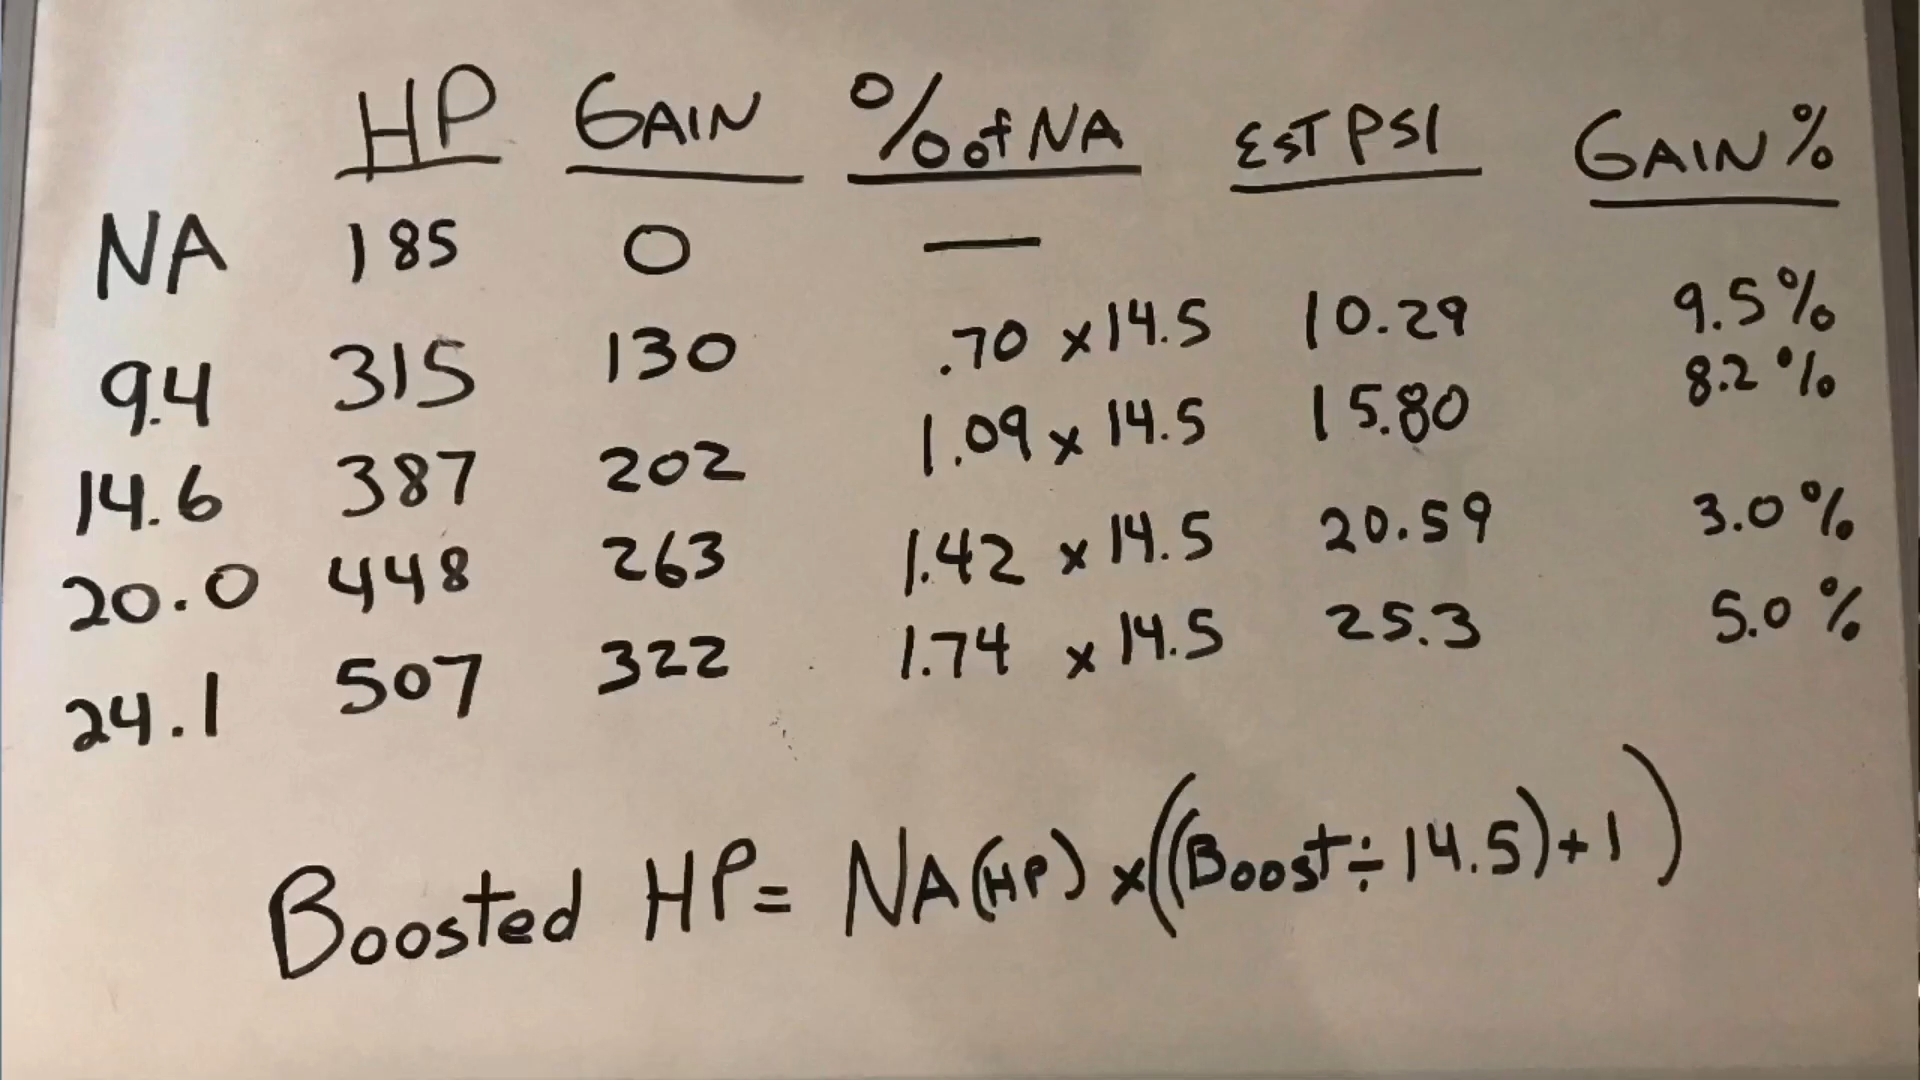 HP GAIN % of NA EST PSI GAIN %
NA 185 0 —
9.4 315 130 .70 x 14.5 10.29 9.5%
14.6 387 202 1.09 x 14.5 15.80 8.2%
20.0 448 263 1.42 x 14.5 20.59 3.0%
24.1 507 322 1.74 x 14.5 25.3 5.0%
Boosted HP = NA(HP) x ((Boost ÷ 14.5) + 1)